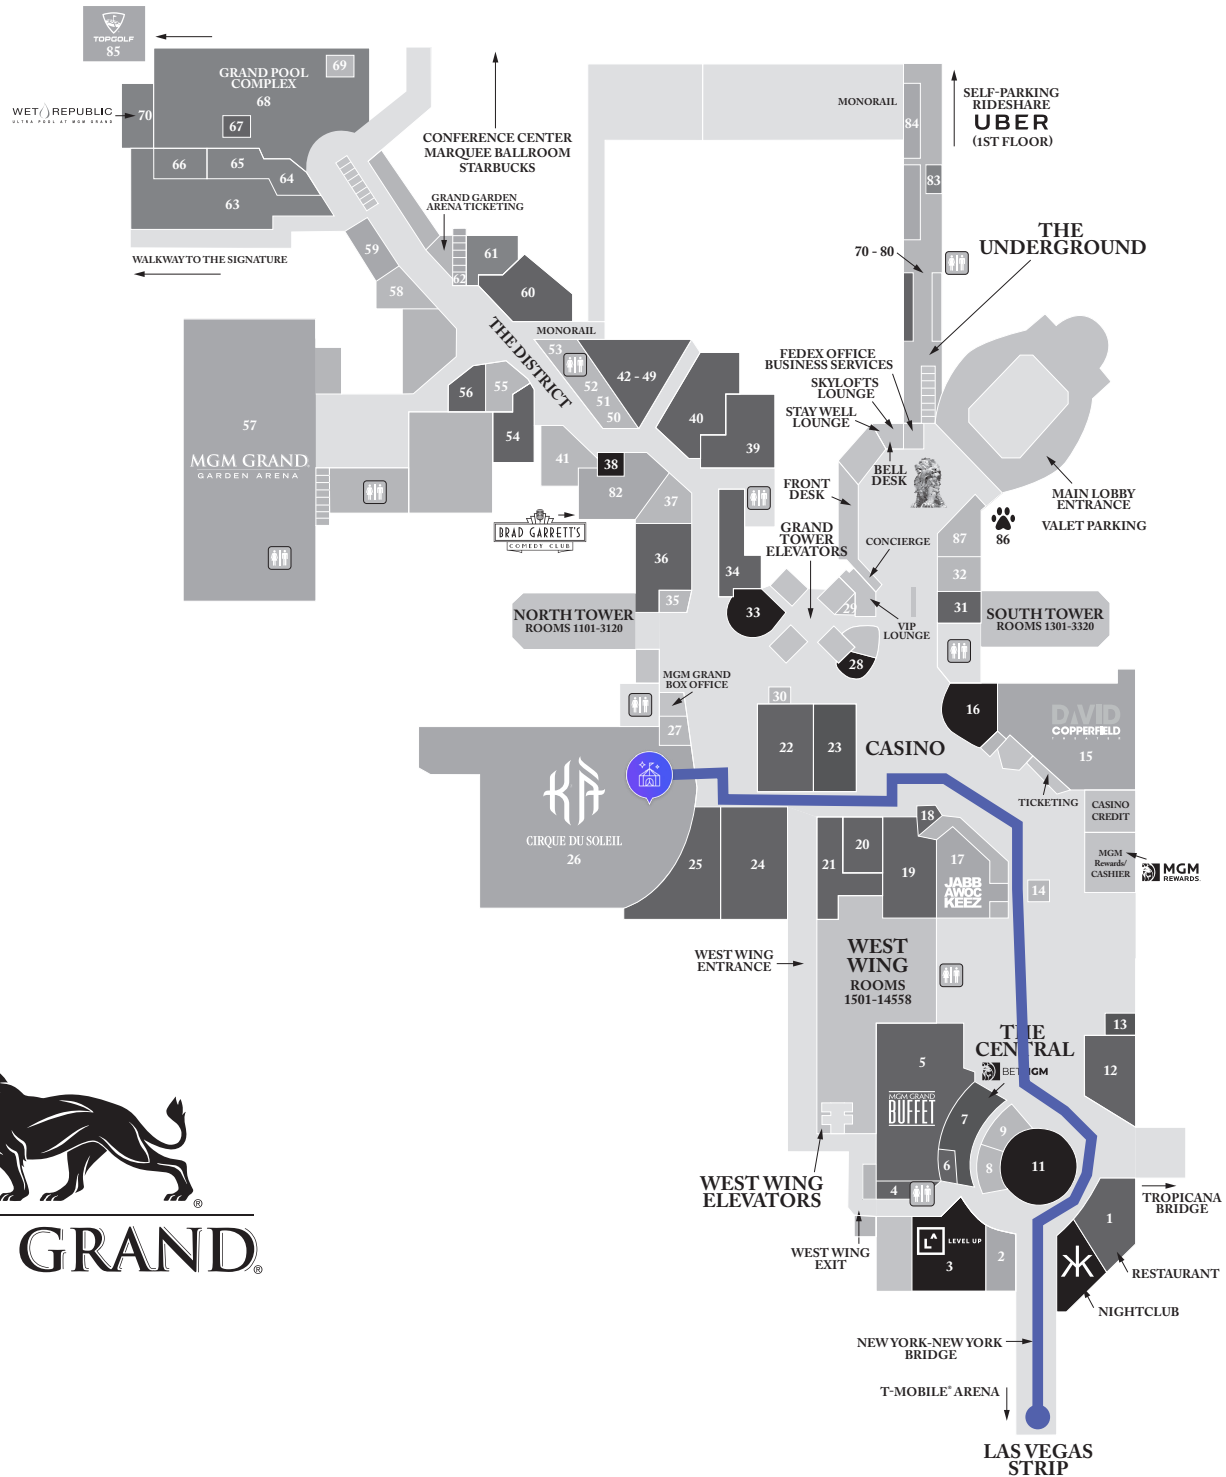 TOPGOLF
85
69
GRAND POOL
COMPLEX
68
WET REPUBLIC
ULTRA POOL AT MGM GRAND
70
67
66
65
64
63
WALKWAY TO THE SIGNATURE
CONFERENCE CENTER
MARQUEE BALLROOM
STARBUCKS
GRAND GARDEN
ARENA TICKETING
59
58
61
62
60
MONORAIL
84
SELF-PARKING
RIDESHARE
UBER
(1ST FLOOR)
83
THE
UNDERGROUND
70 - 80
THE DISTRICT
MONORAIL
53
52
51
50
42 - 49
40
39
FEDEX OFFICE
BUSINESS SERVICES
SKYLOFTS
LOUNGE
STAY WELL
LOUNGE
BELL
DESK
FRONT
DESK
MAIN LOBBY
ENTRANCE
VALET PARKING
86
57
MGM GRAND
GARDEN ARENA
56
55
54
41
38
82
37
BRAD GARRETT'S
COMEDY CLUB
GRAND
TOWER
ELEVATORS
CONCIERGE
87
32
31
36
35
34
33
29
VIP
LOUNGE
28
NORTH TOWER
ROOMS 1101-3120
SOUTH TOWER
ROOMS 1301-3320
MGM GRAND
BOX OFFICE
27
30
22
23
CASINO
16
DAVID
COPPERFIELD
THEATER
15
TICKETING
CASINO
CREDIT
MGM
Rewards/
CASHIER
MGM
REWARDS
KÀ
CIRQUE DU SOLEIL
26
25
24
21
20
19
18
17
JABB
AWOC
KEEZ
14
WEST WING
ENTRANCE
WEST
WING
ROOMS
1501-14558
THE
CENTRAL
BETMGM
13
12
5
MGM GRAND
BUFFET
7
6
9
8
11
4
WEST WING
ELEVATORS
TROPICANA
BRIDGE
1
WEST WING
EXIT
LEVEL UP
3
2
RESTAURANT
NIGHTCLUB
NEW YORK-NEW YORK
BRIDGE
T-MOBILE® ARENA
LAS VEGAS
STRIP
®
GRAND®